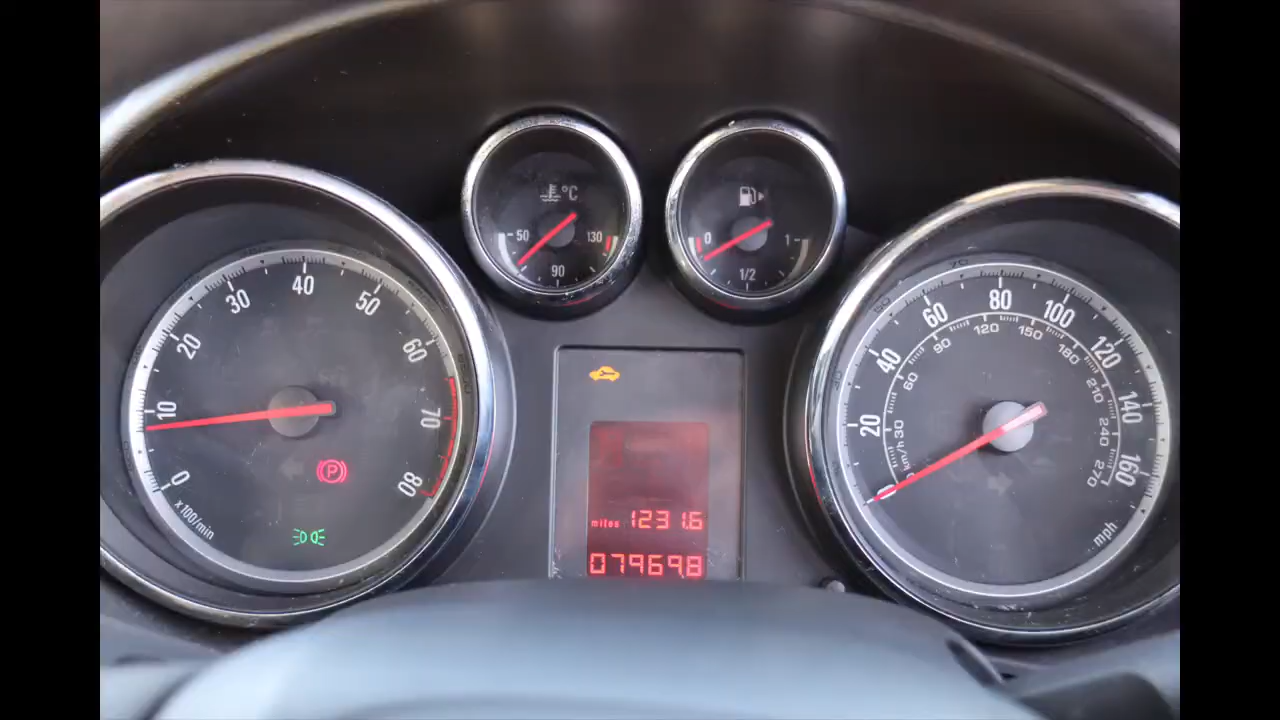 °C
50 130
90
0 1
1/2
0 10 20 30 40 50 60 70 80
x100/min
P
miles 1231.6
079698
20 40 60 80 100 120 140 160
30 60 90 120 150 180 210 240 270
km/h
mph